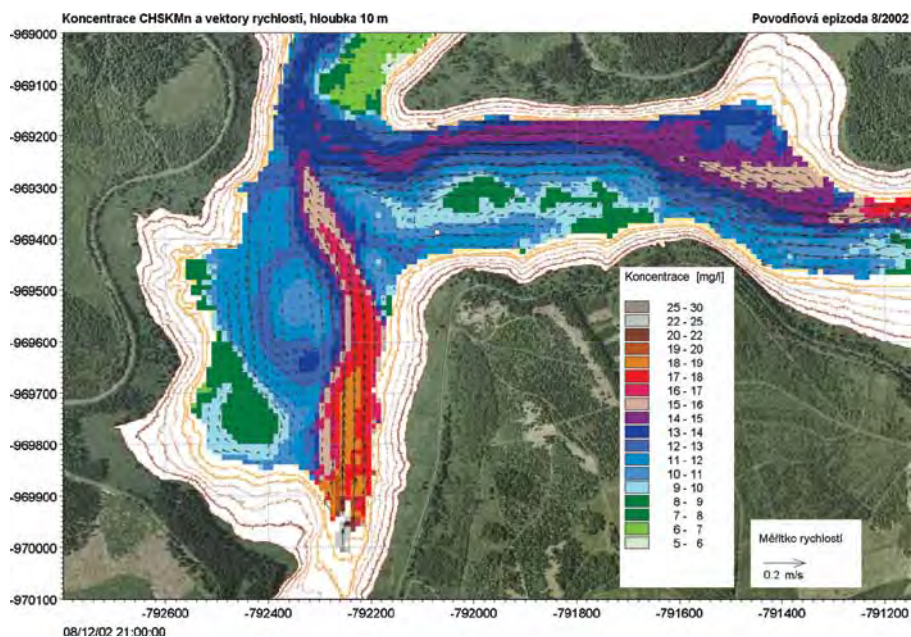 Koncentrace CHSKMn a vektory rychlosti, hloubka 10 m
Povodňová epizoda 8/2002
-969000
-969100
-969200
-969300
-969400
-969500
-969600
-969700
-969800
-969900
-970000
-970100
Koncentrace [mg/l]
25 - 30
22 - 25
20 - 22
19 - 20
18 - 19
17 - 18
16 - 17
15 - 16
14 - 15
13 - 14
12 - 13
11 - 12
10 - 11
9 - 10
8 - 9
7 - 8
6 - 7
5 - 6
Měřítko rychlostí
0.2 m/s
-792600 -792400 -792200 -792000 -791800 -791600 -791400 -791200
08/12/02 21:00:00